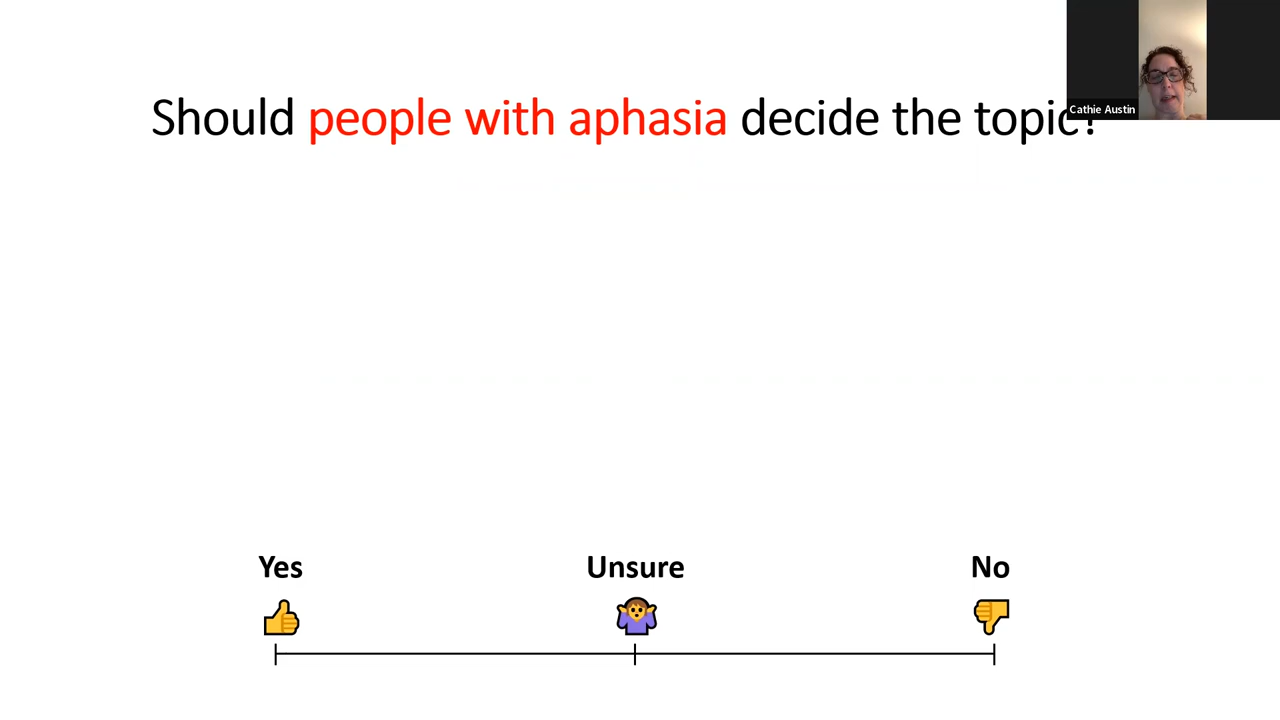 Should people with aphasia decide the topic?
Cathie Austin
Yes
Unsure
No